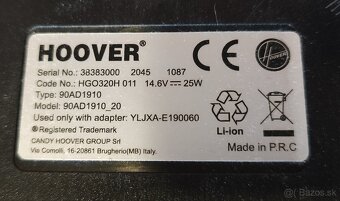 HOOVER®
CE
HOOVER
Serial No.: 38383000 2045 1087
Code No.: HGO320H 011 14.6V⎓ 25W
Type: 90AD1910
Model: 90AD1910_20
Used only with adapter: YLJXA-E190060
® Registered Trademark
Li-ion
CANDY HOOVER GROUP Srl
Via Comolli, 16-20861 Brugherio(MB) Italy
Made in P.R.C
bazos.sk